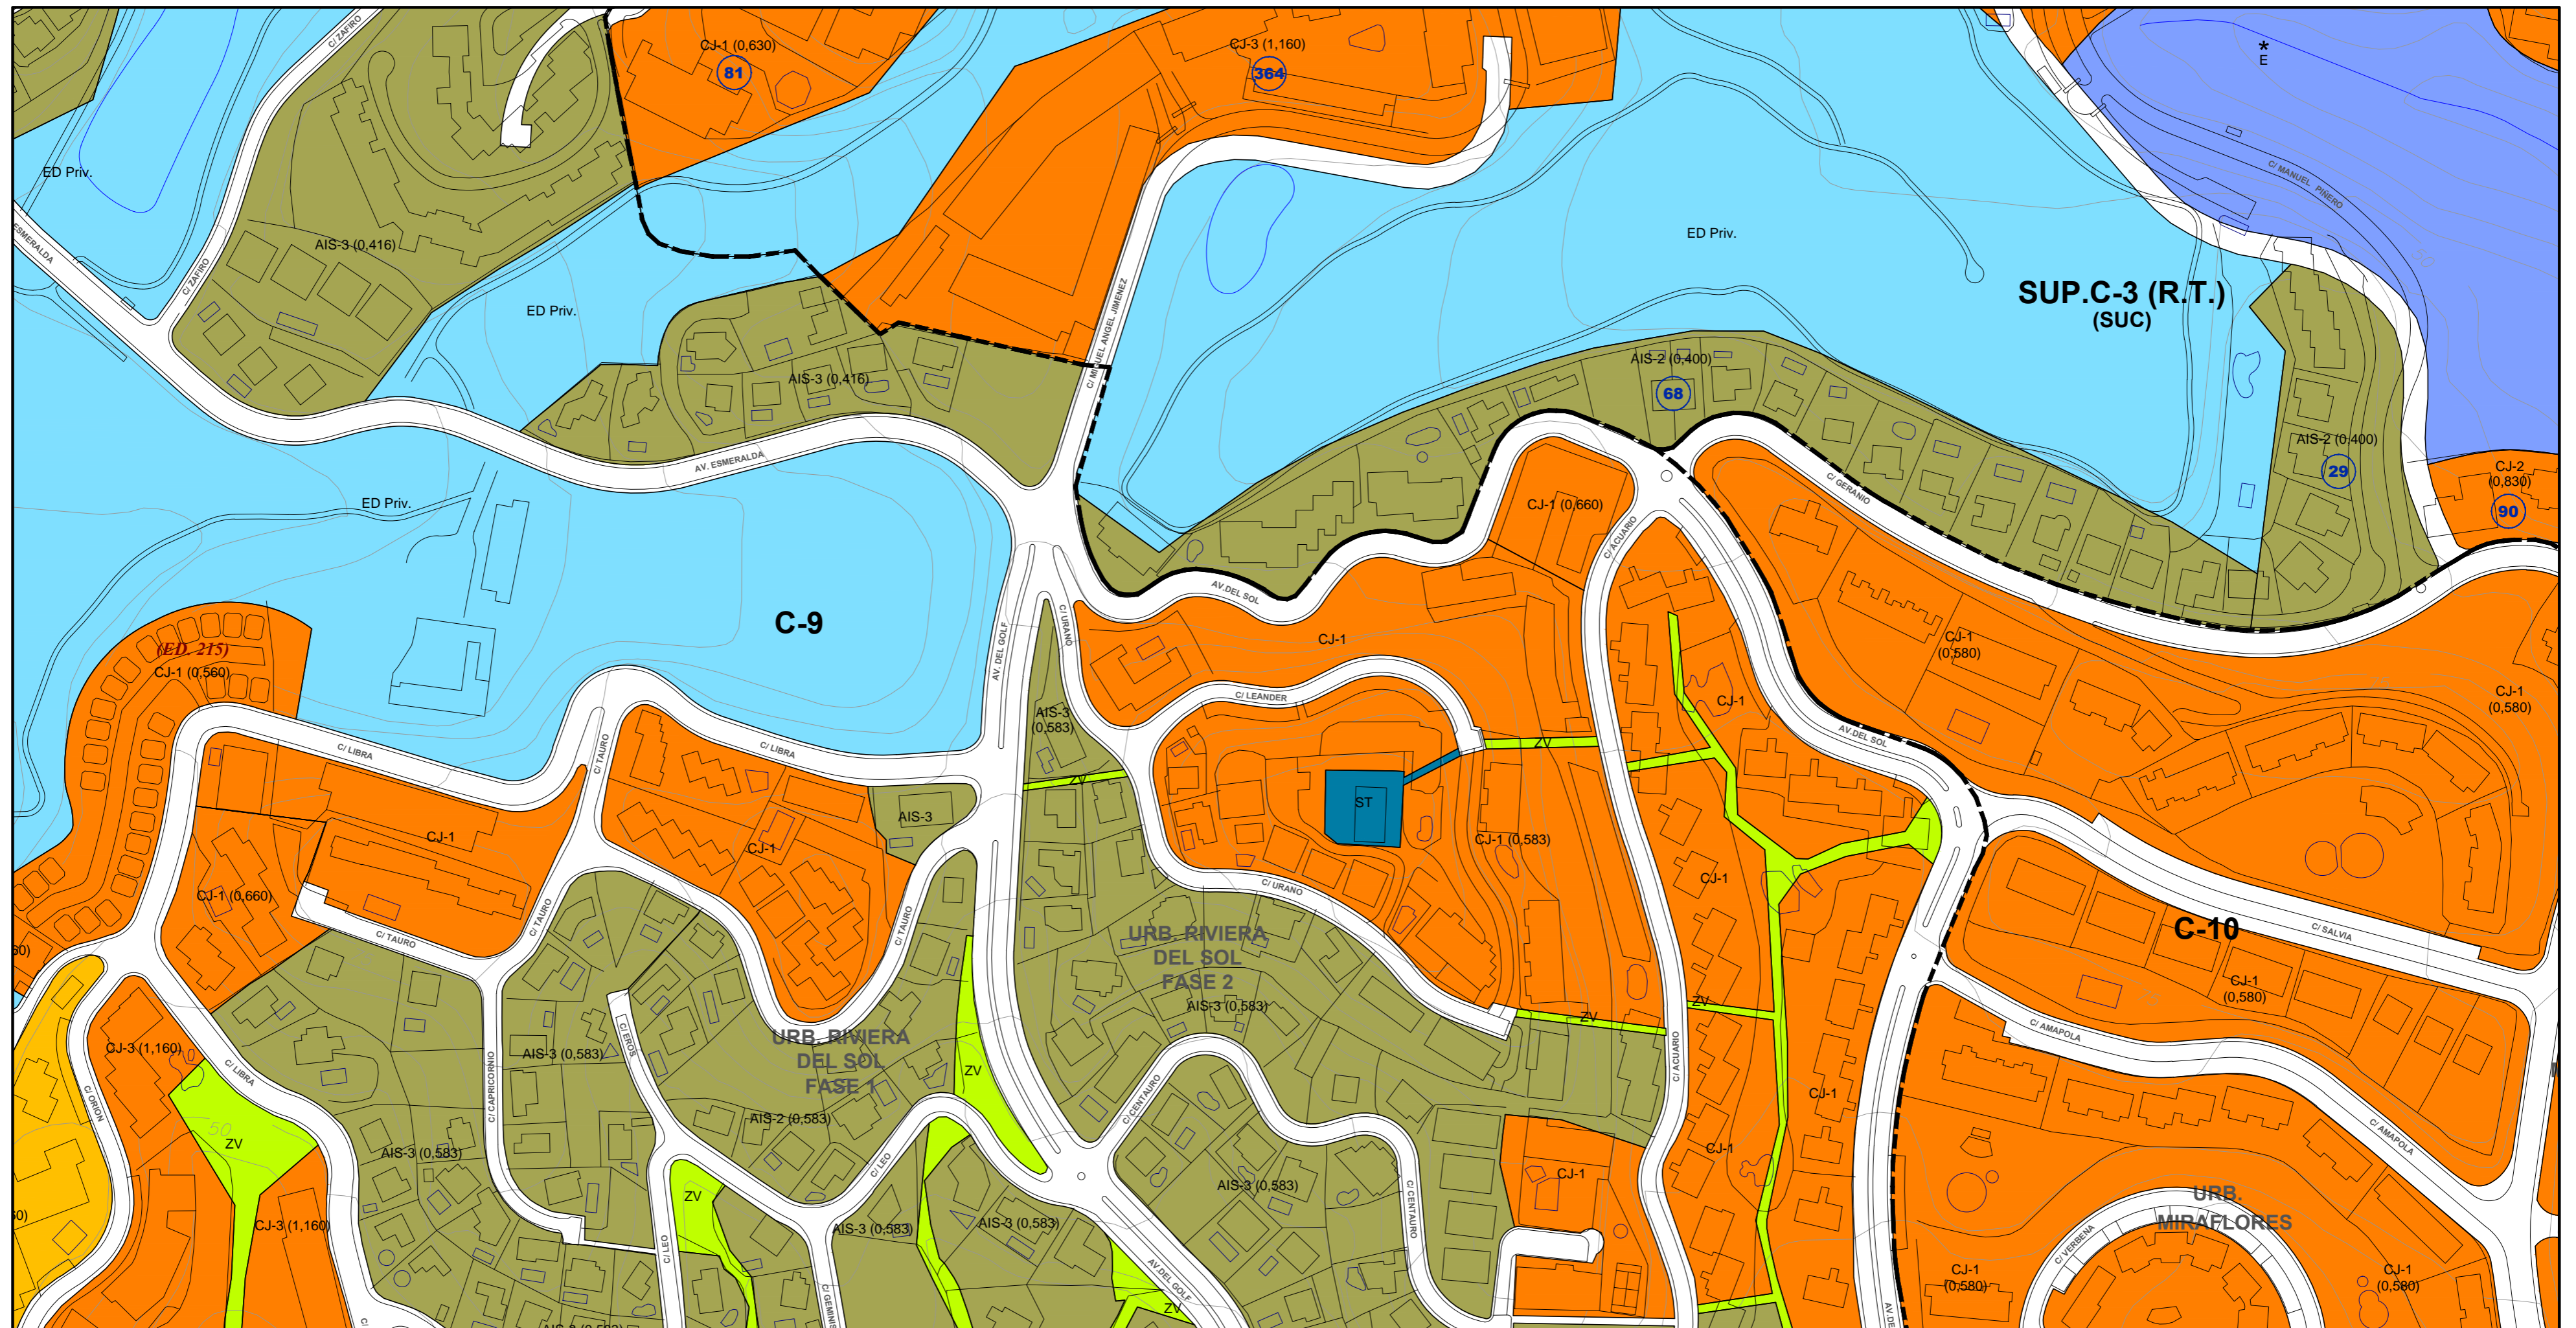 C/ ZAFIRO
CJ-1 (0,630)
81
CJ-3 (1,160)
364
*
E
C/ MANUEL PIÑERO
ED Priv.
ESMERALDA
C/ ZAFIRO
AIS-3 (0,416)
ED Priv.
ED Priv.
C/ MIGUEL ANGEL JIMENEZ
SUP.C-3 (R.T.)
(SUC)
AIS-3 (0,416)
AIS-2 (0,400)
68
AV. ESMERALDA
AIS-2 (0,400)
29
CJ-2
(0,830)
90
ED Priv.
CJ-1 (0,660)
C/ GERANIO
C/ ACUARIO
AV.DEL SOL
C-9
C/ URANO
AV. DEL GOLF
CJ-1
CJ-1
(0,580)
(ED. 215)
CJ-1 (0,560)
C/ LEANDER
CJ-1
CJ-1
(0,580)
AIS-3
(0,583)
AV.DEL SOL
C/ LIBRA
C/ TAURO
C/ LIBRA
ZV
ZV
ST
AIS-3
CJ-1
CJ-1
CJ-1 (0,583)
CJ-1
CJ-1 (0,660)
C/ URANO
C/ TAURO
C/ TAURO
C/ TAURO
URB. RIVIERA
DEL SOL
FASE 2
C-10
C/ SALVIA
60)
AIS-3 (0,583)
CJ-1
(0,580)
ZV
ZV
C/ EROS
URB. RIVIERA
DEL SOL
FASE 1
C/ AMAPOLA
CJ-3 (1,160)
AIS-3 (0,583)
C/ LIBRA
ZV
C/ CAPRICORNIO
C/ ORION
C/ CENTAURO
C/ ACUARIO
CJ-1
AIS-2 (0,583)
50
ZV
AIS-3 (0,583)
C/ LEO
C/ AMAPOLA
CJ-1
CJ-1
AIS-3 (0,583)
ZV
C/ CENTAURO
URB.
MIRAFLORES
60)
CJ-3 (1,160)
AIS-3 (0,583)
AIS-3 (0,583)
C/ LEO
C/ VERBENA
AV.DEL GOLF
CJ-1
(0,580)
CJ-1
(0,580)
C/ GEMINIS
ZV
C/
AV.DE
AIS-3 (0,583)